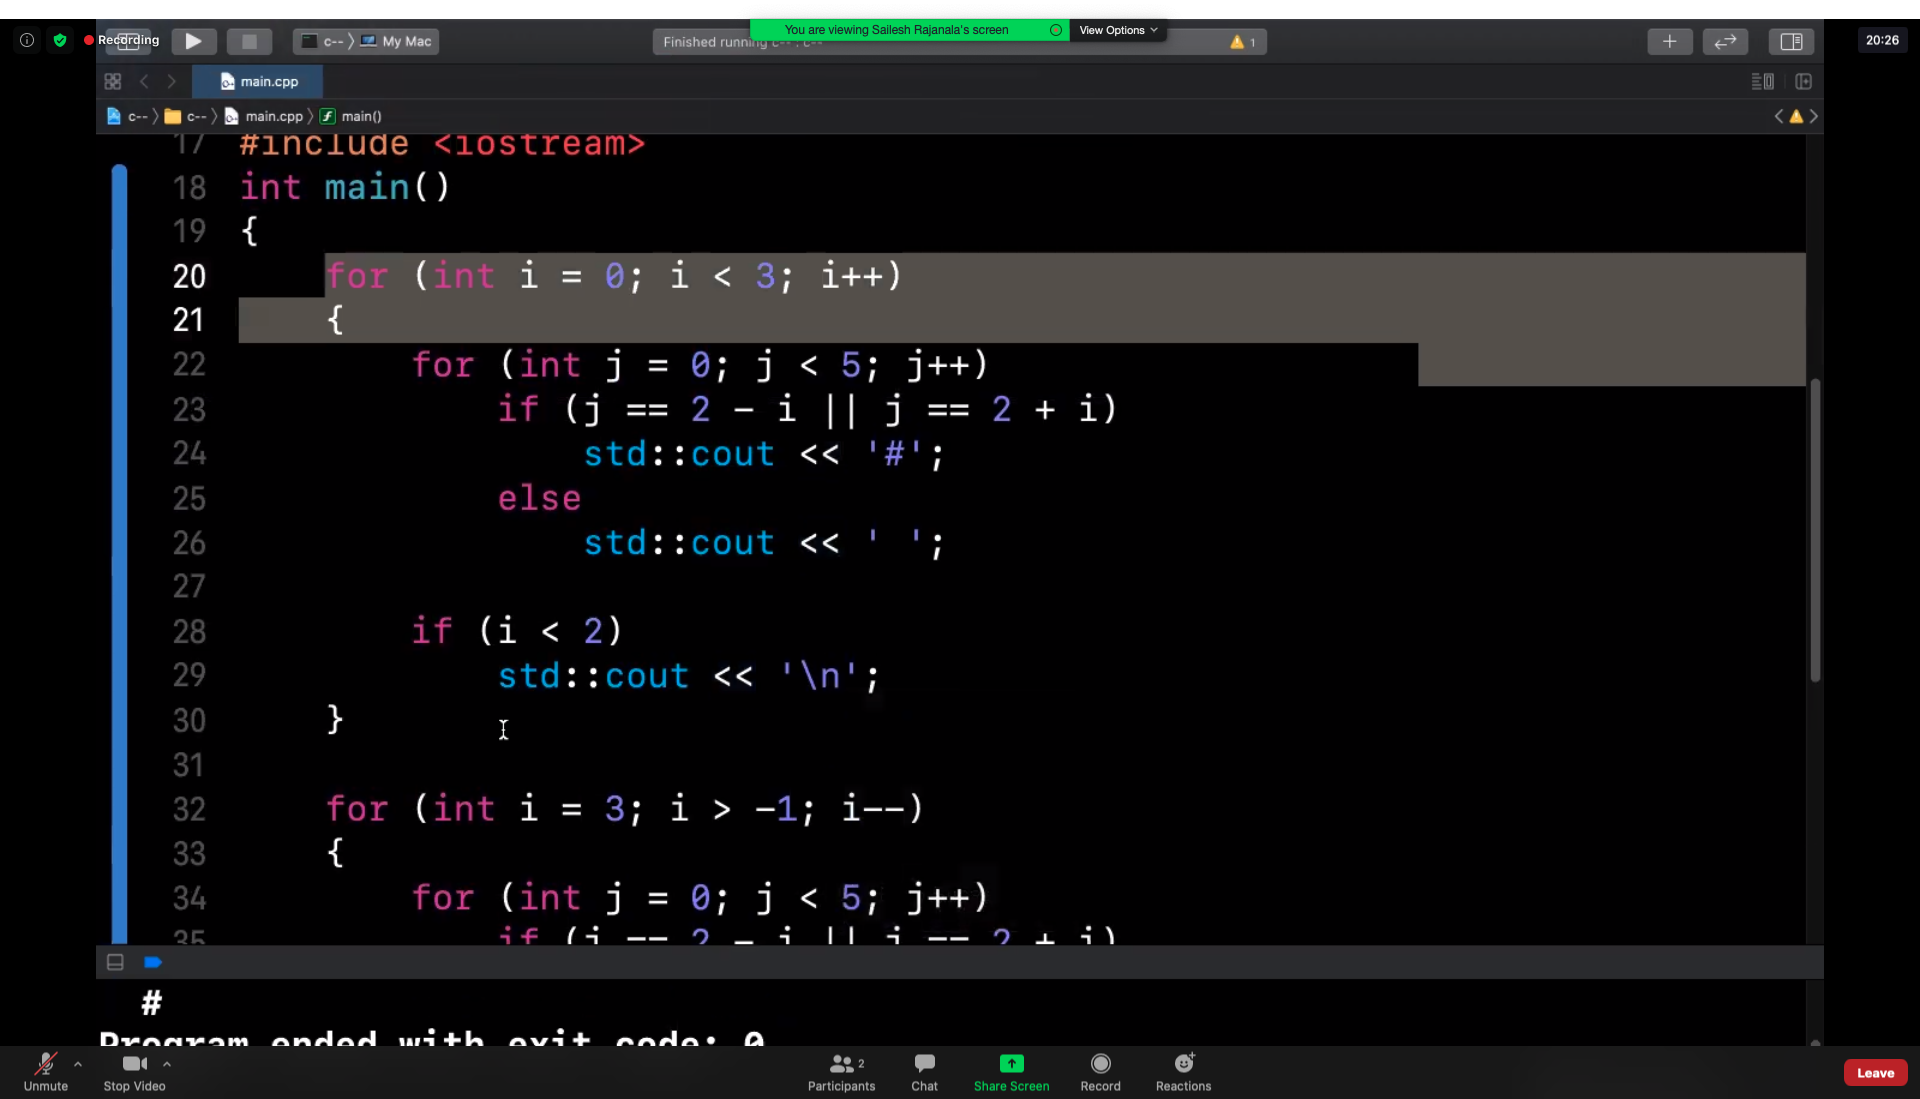 You are viewing Sailesh Rajanala's screen
View Options
Recording
c-- 〉 My Mac
Finished running c-- : c--
1
20:26
main.cpp
c-- 〉 c-- 〉 main.cpp 〉 main()
17 #include <iostream>
18 int main()
19 {
20 for (int i = 0; i < 3; i++)
21 {
22 for (int j = 0; j < 5; j++)
23 if (j == 2 - i || j == 2 + i)
24 std::cout << '#';
25 else
26 std::cout << ' ';
27
28 if (i < 2)
29 std::cout << '\n';
30 }
31
32 for (int i = 3; i > -1; i--)
33 {
34 for (int j = 0; j < 5; j++)
35 if (j == 2 - i || j == 2 + i)
#
Program ended with exit code: 0
Unmute
Stop Video
Participants 2
Chat
Share Screen
Record
Reactions
Leave